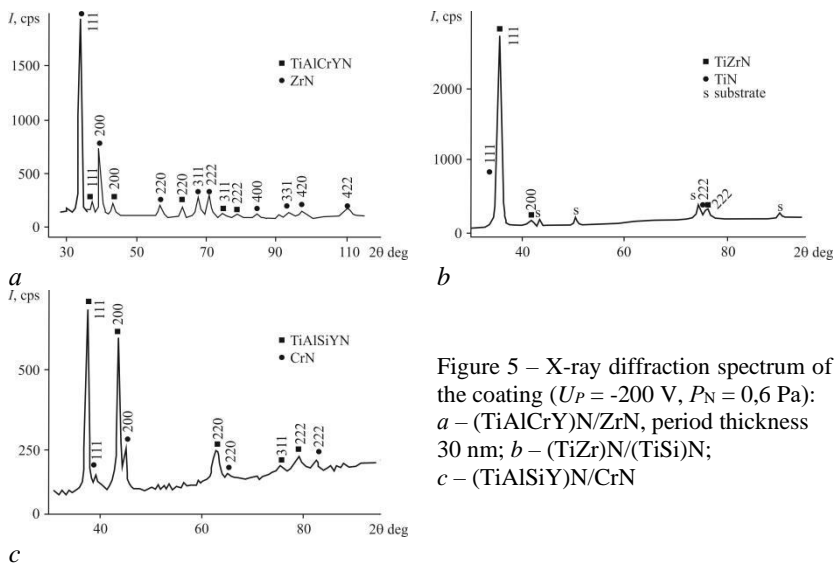 I, cps
111
■ TiAlCrYN
● ZrN
1500
1000
500
0
200
111
200
220
220
311
222
311
222
400
331
420
422
30
50
70
90
110
2θ deg
a
I, cps
111
■ TiZrN
● TiN
s substrate
2000
1000
0
111
200
s
s
s
222
222
s
40
60
80
2θ deg
b
I, cps
111
200
■ TiAlSiYN
● CrN
500
250
0
111
200
220
220
311
222
222
40
60
80
2θ deg
c
Figure 5 – X-ray diffraction spectrum of
the coating (U_P = -200 V, P_N = 0,6 Pa):
a – (TiAlCrY)N/ZrN, period thickness
30 nm; b – (TiZr)N/(TiSi)N;
c – (TiAlSiY)N/CrN